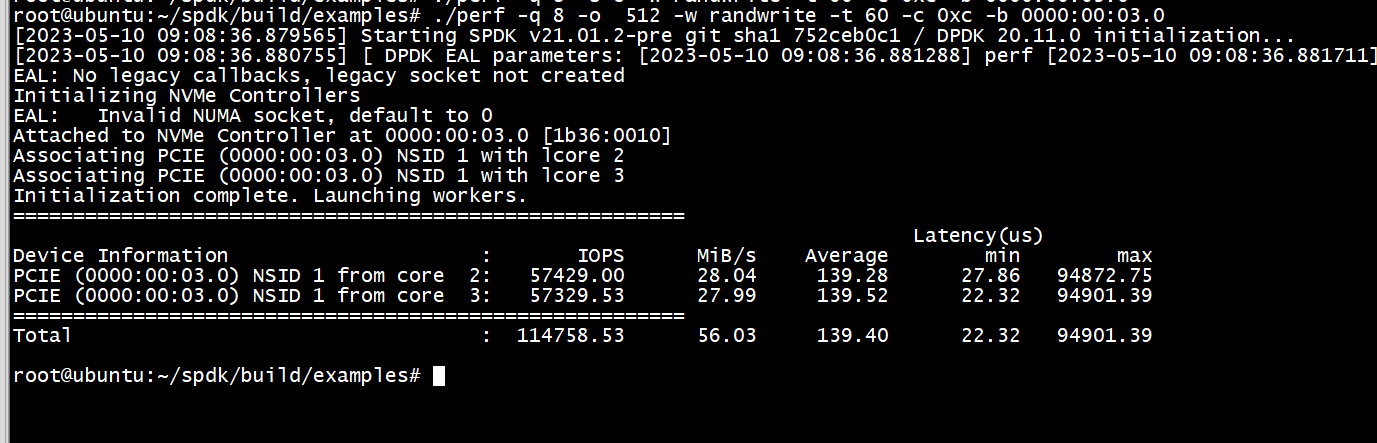 root@ubuntu:~/spdk/build/examples# ./perf -q 8 -o  512 -w randwrite -t 60 -c 0xc -b 0000:00:03.0
[2023-05-10 09:08:36.879565] Starting SPDK v21.01.2-pre git sha1 752ceb0c1 / DPDK 20.11.0 initialization...
[2023-05-10 09:08:36.880755] [ DPDK EAL parameters: [2023-05-10 09:08:36.881288] perf [2023-05-10 09:08:36.881711]
EAL: No legacy callbacks, legacy socket not created
Initializing NVMe Controllers
EAL:   Invalid NUMA socket, default to 0
Attached to NVMe Controller at 0000:00:03.0 [1b36:0010]
Associating PCIE (0000:00:03.0) NSID 1 with lcore 2
Associating PCIE (0000:00:03.0) NSID 1 with lcore 3
Initialization complete. Launching workers.
========================================================
Latency(us)
Device Information                     :       IOPS      MiB/s    Average        min        max
PCIE (0000:00:03.0) NSID 1 from core  2:   57429.00      28.04     139.28      27.86   94872.75
PCIE (0000:00:03.0) NSID 1 from core  3:   57329.53      27.99     139.52      22.32   94901.39
========================================================
Total                                  :  114758.53      56.03     139.40      22.32   94901.39
root@ubuntu:~/spdk/build/examples#